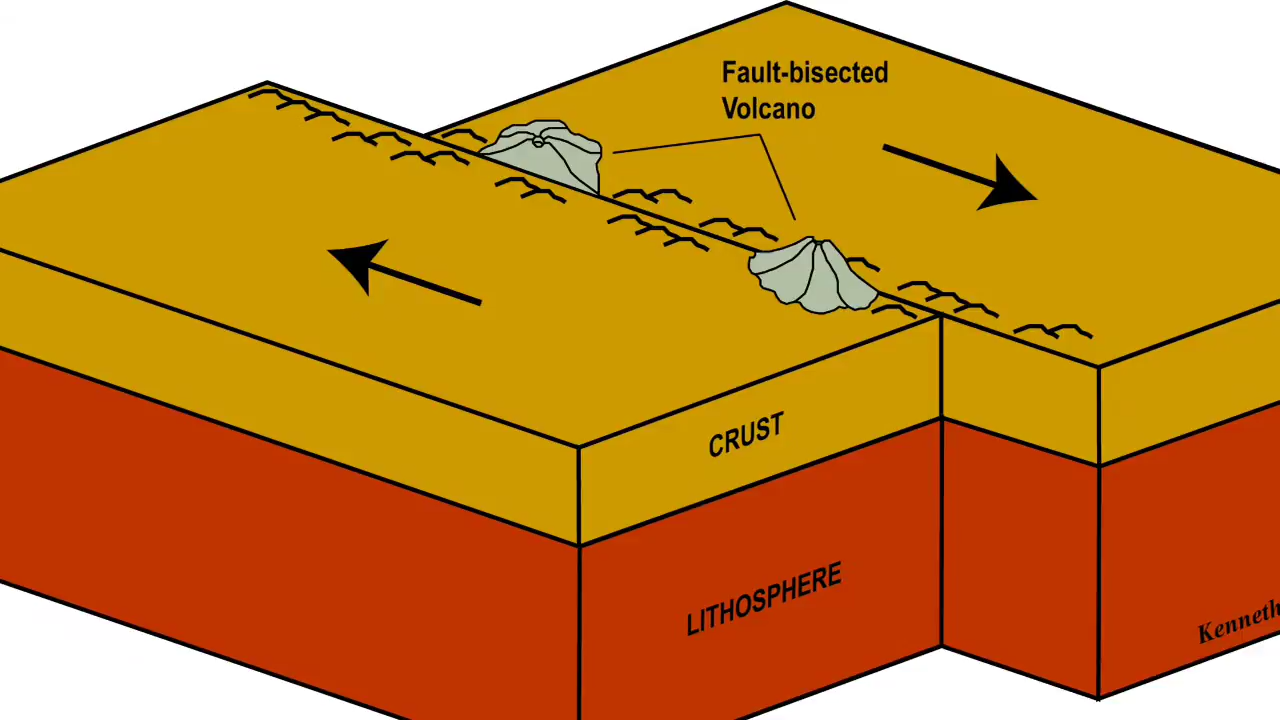 Fault-bisected
Volcano
CRUST
LITHOSPHERE
Kenneth